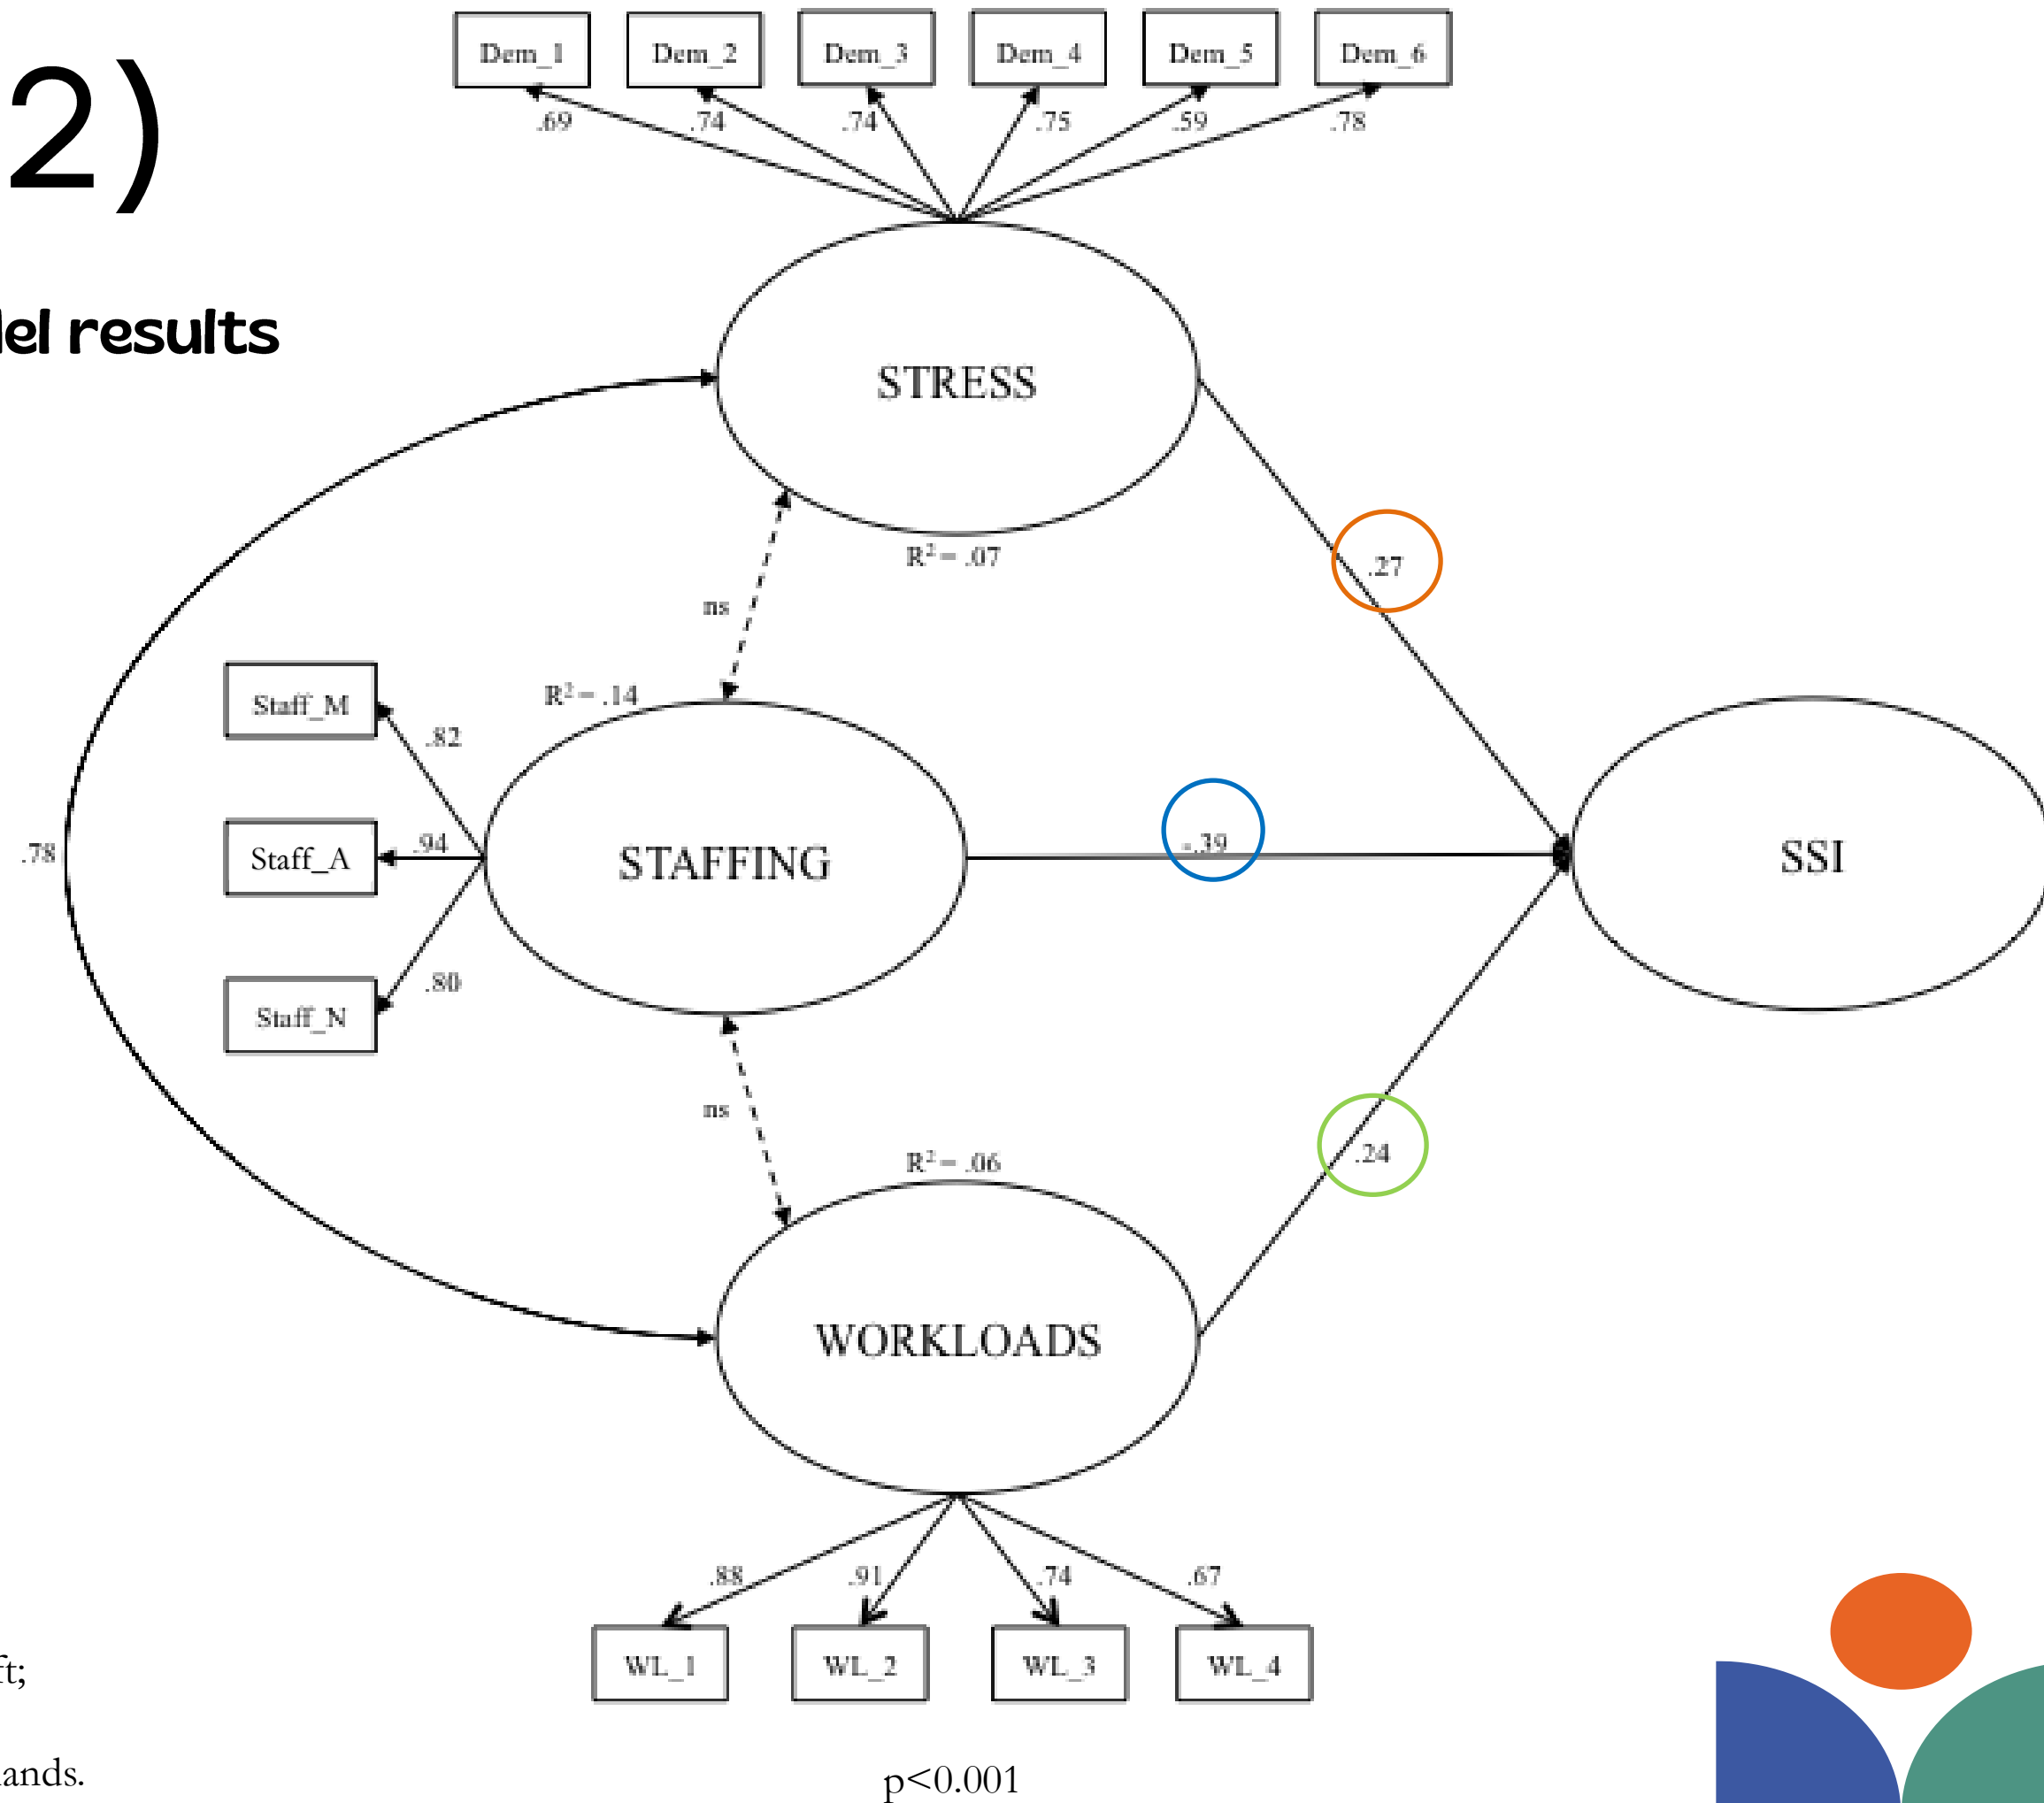 Dem_1 Dem_2 Dem_3 Dem_4 Dem_5 Dem_6
2)
.69 .74 .74 .75 .59 .78
results
STRESS
R² = .07
.27
ns
R² = .14
Staff_M
.82
.78
Staff_A
.94
STAFFING
-.39
SSI
Staff_N
.80
ns
R² = .06
.24
WORKLOADS
.88 .91 .74 .67
WL_1 WL_2 WL_3 WL_4
ft;
ands.
p<0.001